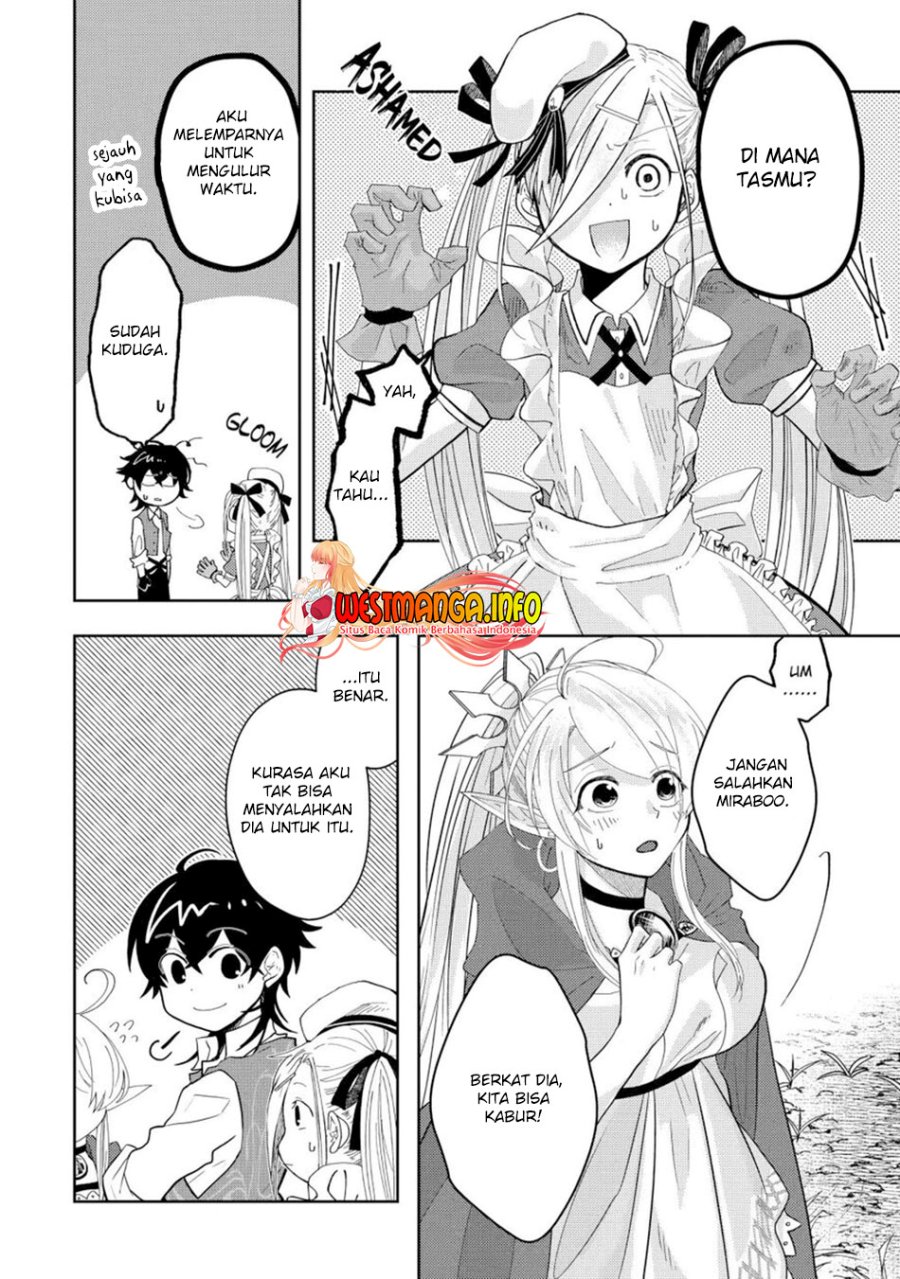 DI MANA
TASMU?
ASHAMED
YAH,
KAU
TAHU...
AKU
MELEMPARNYA
UNTUK
MENGULUR
WAKTU.
sejauh
yang
kubisa
SUDAH
KUDUGA.
GLOOM
WESTMANGA.INFO
Situs Baca Komik Berbahasa Indonesia
UM
......
JANGAN
SALAHKAN
MIRABOO.
BERKAT DIA,
KITA BISA
KABUR!
...ITU
BENAR.
KURASA AKU
TAK BISA
MENYALAHKAN
DIA UNTUK ITU.